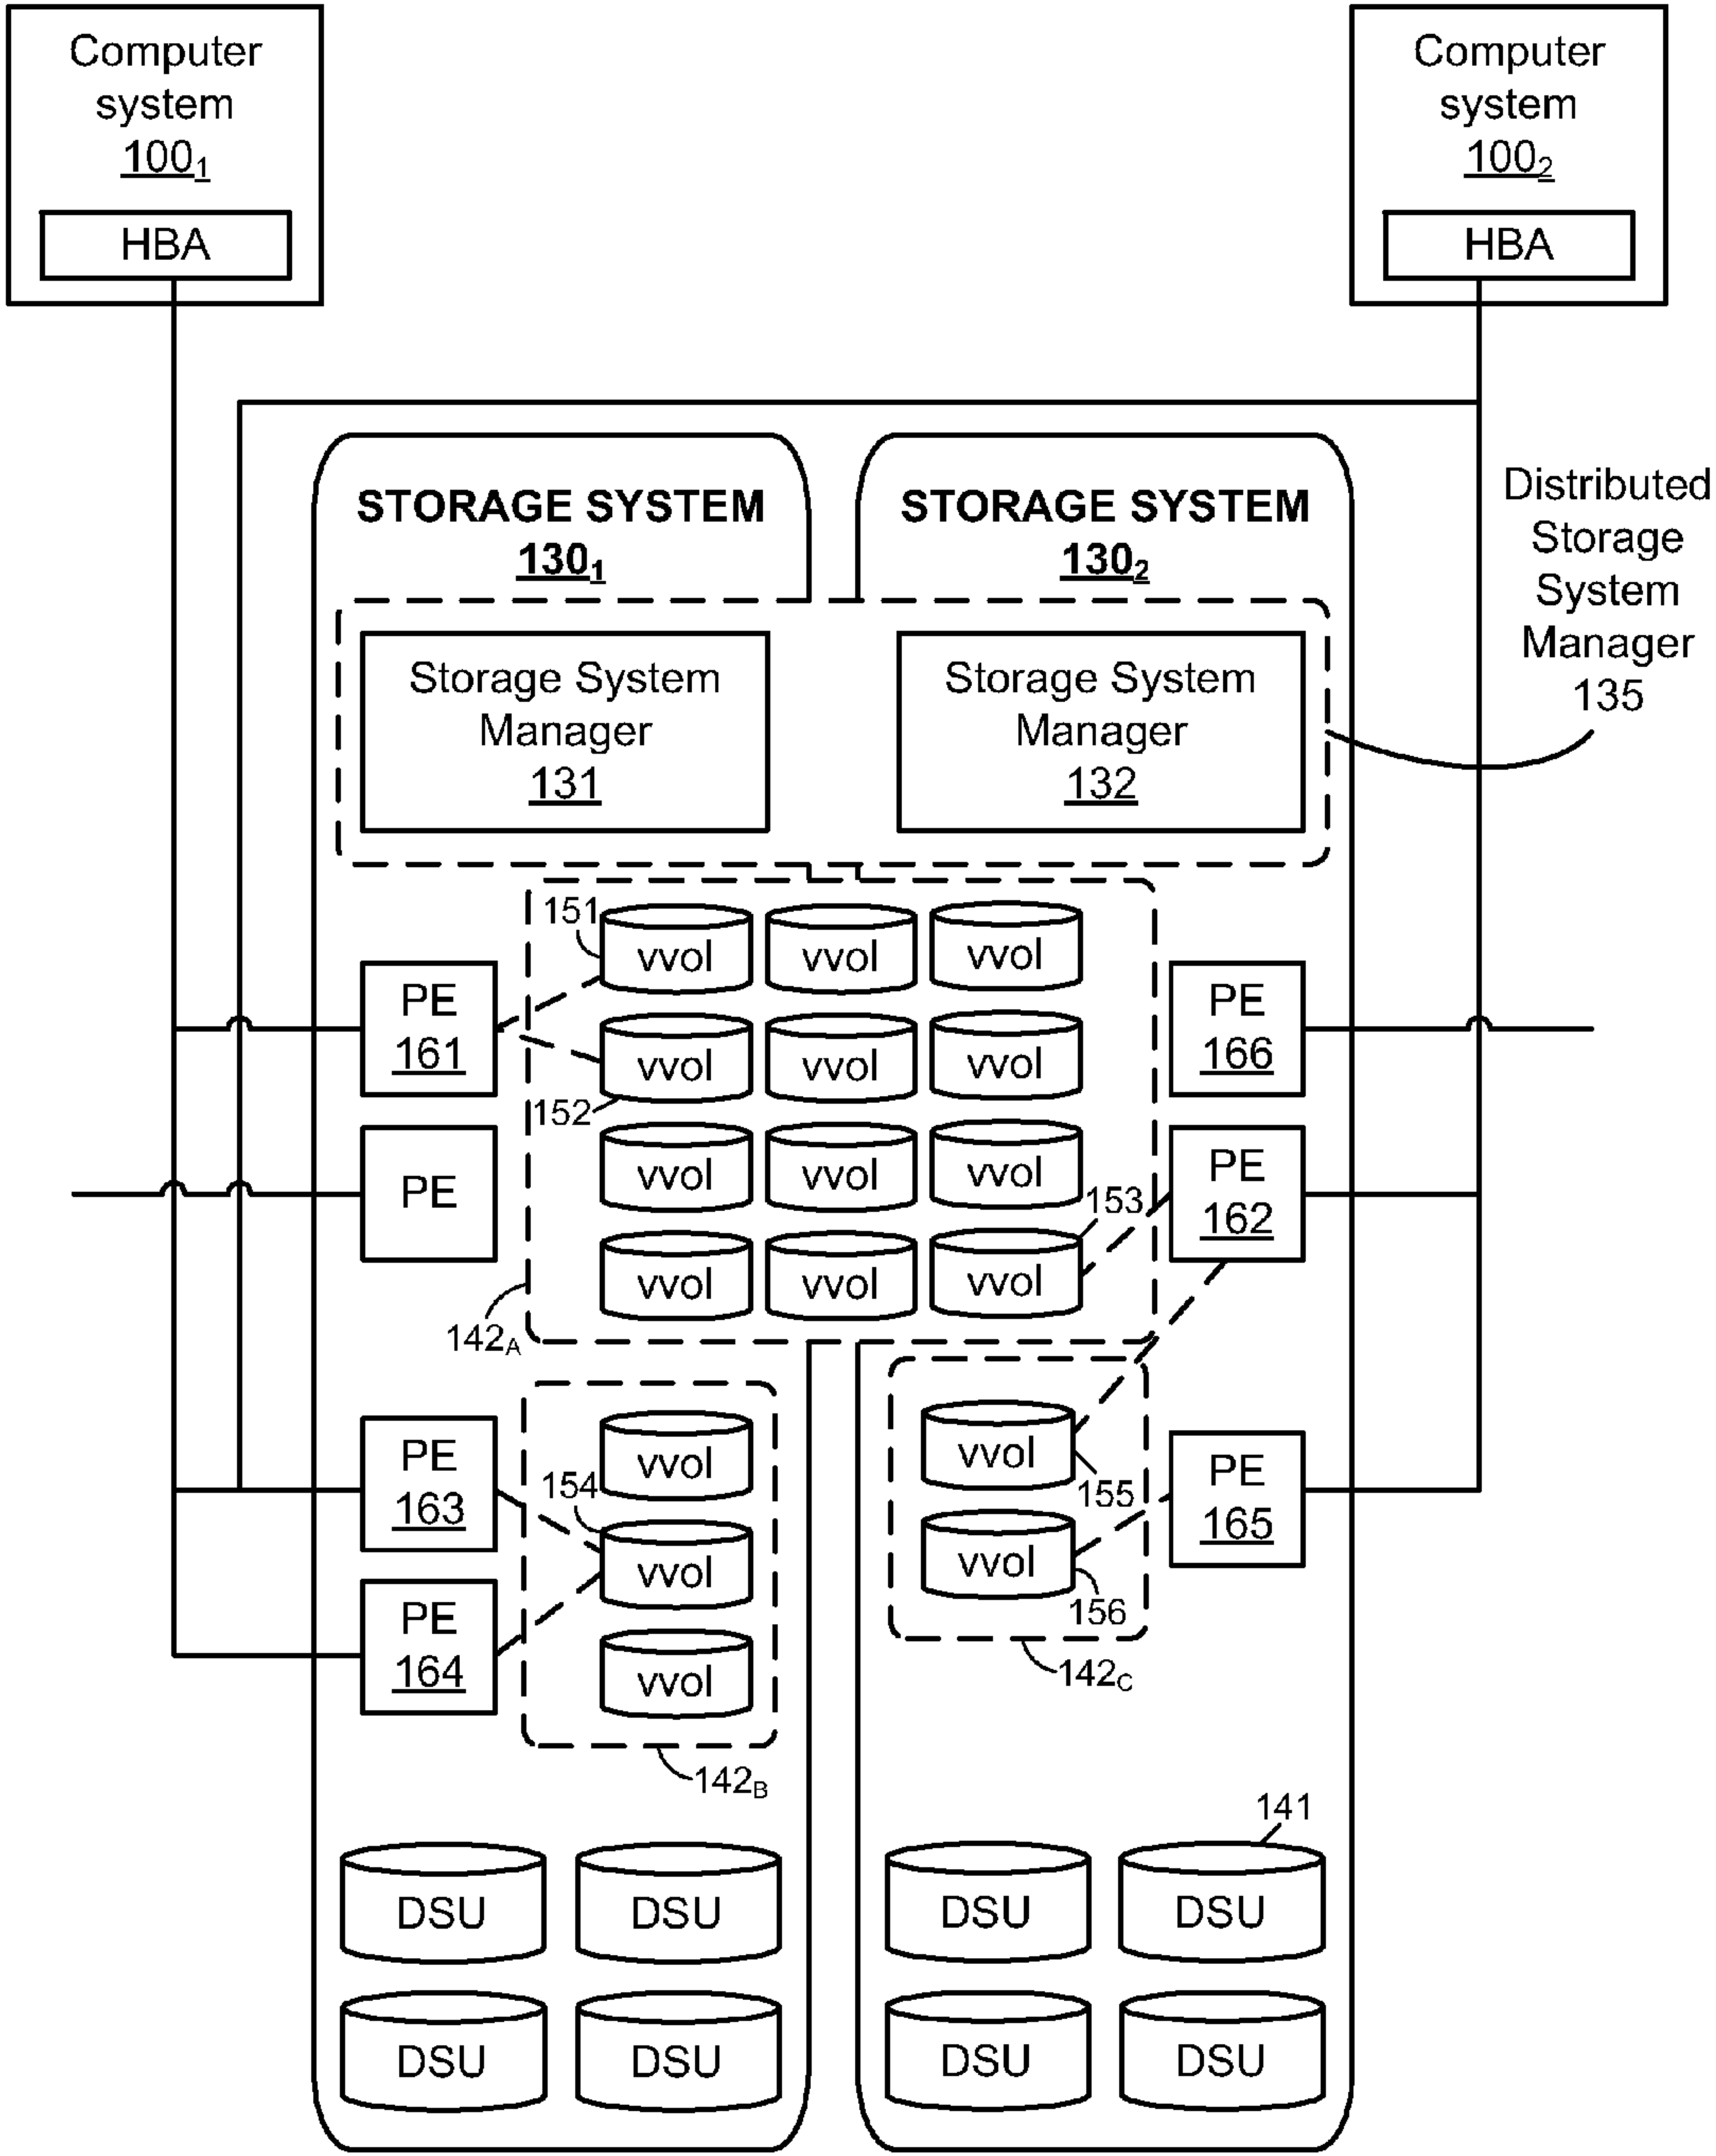 Computer
system
100₁
HBA
Computer
system
100₂
HBA
STORAGE SYSTEM
130₁
STORAGE SYSTEM
130₂
Distributed
Storage
System
Manager
135
Storage System
Manager
131
Storage System
Manager
132
151
vvol
vvol
vvol
PE
161
PE
166
vvol
vvol
vvol
152
PE
PE
162
vvol
vvol
vvol
153
vvol
vvol
vvol
142A
PE
163
vvol
vvol
155
PE
165
154
vvol
vvol
156
PE
164
vvol
142C
142B
141
DSU
DSU
DSU
DSU
DSU
DSU
DSU
DSU